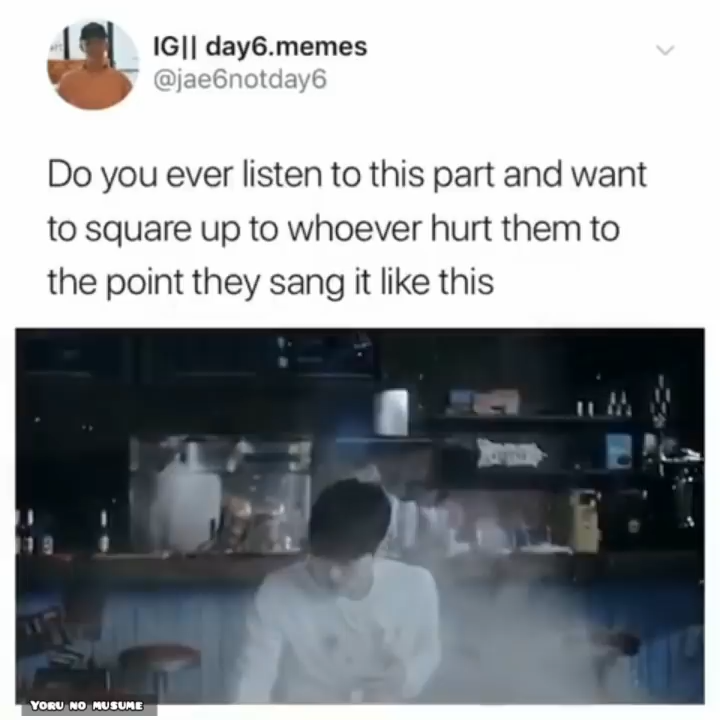 IG|| day6.memes
@jae6notday6
Do you ever listen to this part and want
to square up to whoever hurt them to
the point they sang it like this
YORU NO MUSUME